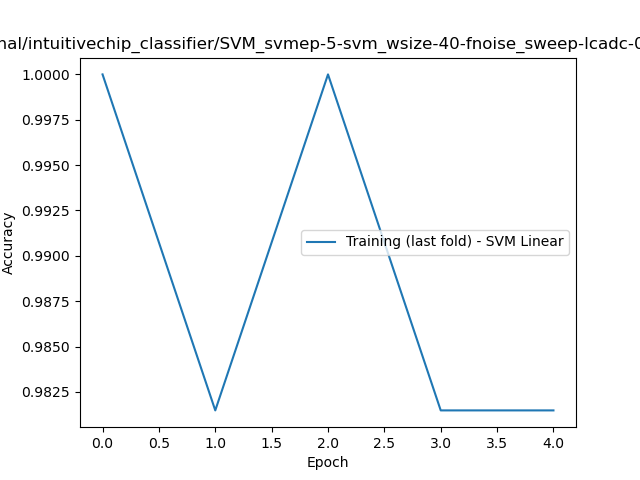 nal/intuitivechip_classifier/SVM_svmep-5-svm_wsize-40-fnoise_sweep-lcadc-0
1.0000
0.9975
0.9950
0.9925
0.9900
0.9875
0.9850
0.9825
Accuracy
Training (last fold) - SVM Linear
0.0 0.5 1.0 1.5 2.0 2.5 3.0 3.5 4.0
Epoch